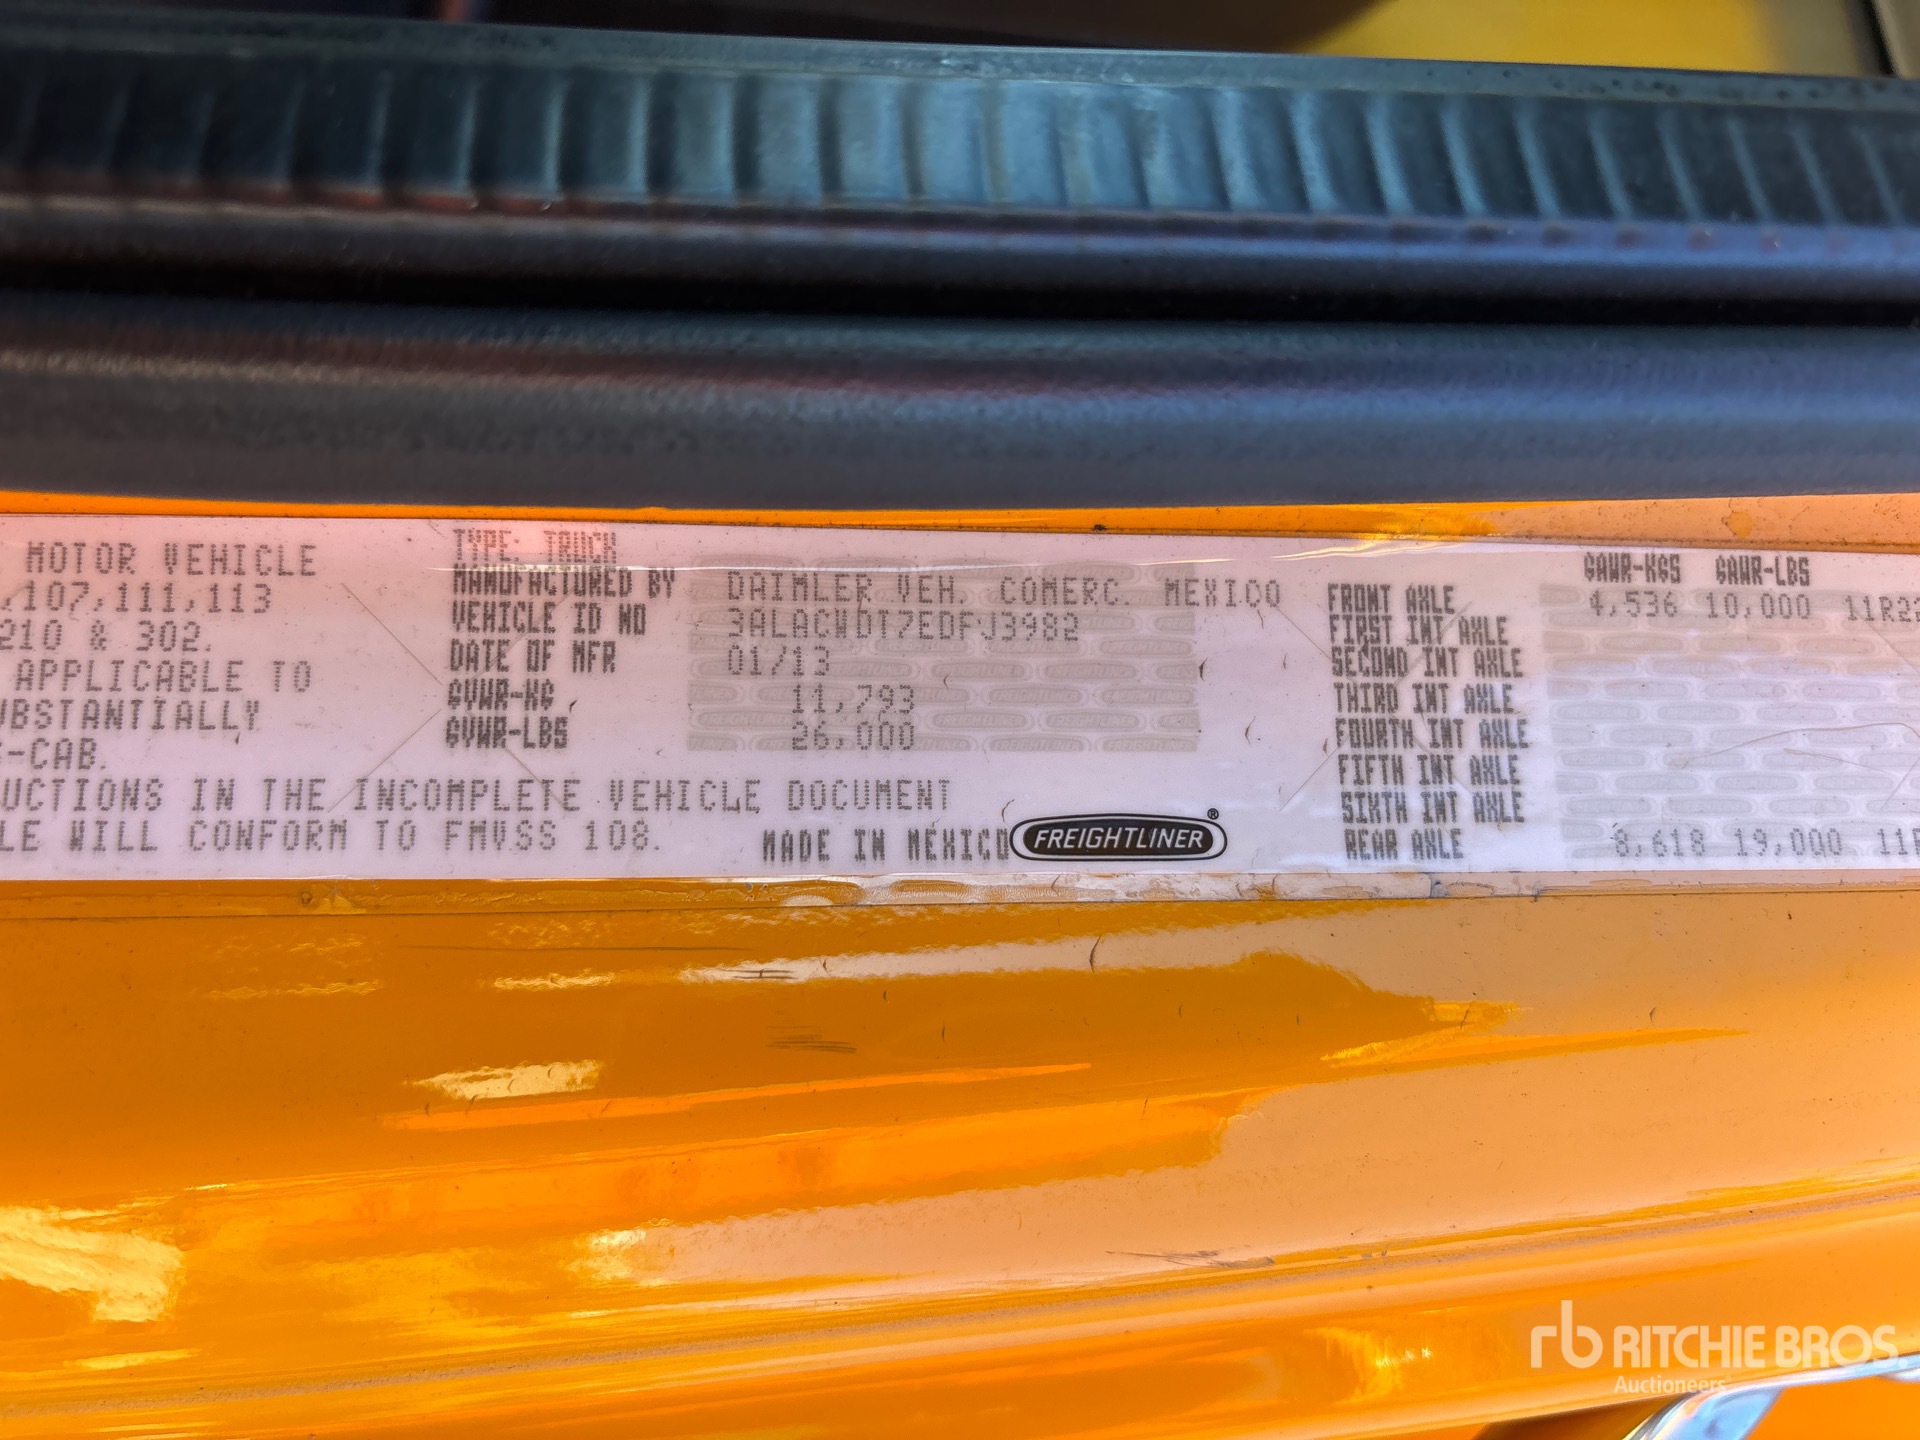 MOTOR VEHICLE
,107,111,113
210 & 302.
APPLICABLE TO
UBSTANTIALLY
-CAB.
UCTIONS IN THE INCOMPLETE VEHICLE DOCUMENT
LE WILL CONFORM TO FMVSS 108.
TYPE: TRUCK
MANUFACTURED BY DAIMLER VEH. COMERC. MEXICO
VEHICLE ID NO 3ALACWDT7EDFJ3982
DATE OF MFR 01/13
GVWR-KG 11,793
GVWR-LBS 26,000
MADE IN MEXICO FREIGHTLINER®
GAWR-KGS GAWR-LBS
FRONT AXLE 4,536 10,000 11R22
FIRST INT AXLE
SECOND INT AXLE
THIRD INT AXLE
FOURTH INT AXLE
FIFTH INT AXLE
SIXTH INT AXLE
REAR AXLE 8,618 19,000 11R
rb RITCHIE BROS.
Auctioneers